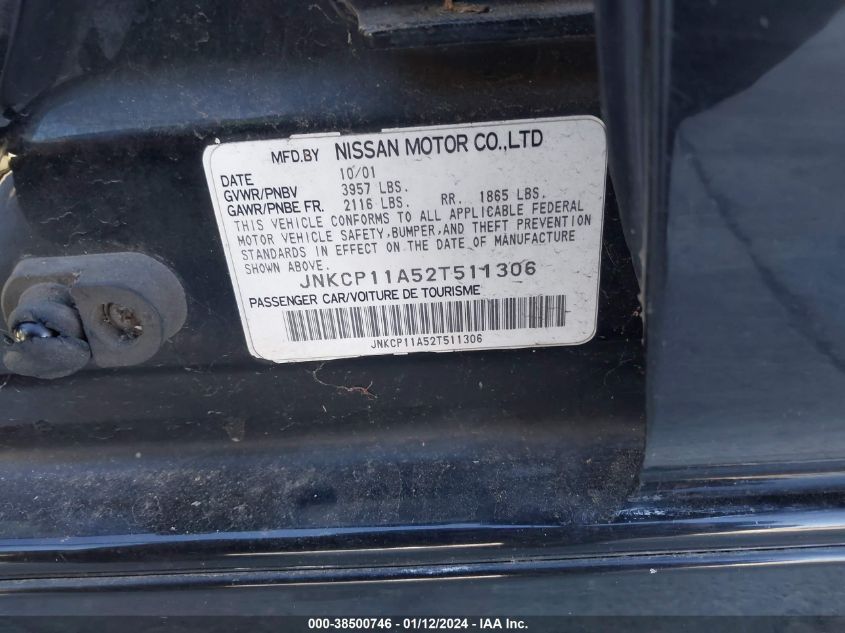 MFD.BY NISSAN MOTOR CO.,LTD
DATE 10/01
GVWR/PNBV 3957 LBS.
GAWR/PNBE FR. 2116 LBS. RR. 1865 LBS.
THIS VEHICLE CONFORMS TO ALL APPLICABLE FEDERAL
MOTOR VEHICLE SAFETY,BUMPER,AND THEFT PREVENTION
STANDARDS IN EFFECT ON THE DATE OF MANUFACTURE
SHOWN ABOVE.
JNKCP11A52T511306
PASSENGER CAR/VOITURE DE TOURISME
JNKCP11A52T511306
000-38500746 - 01/12/2024 - IAA Inc.